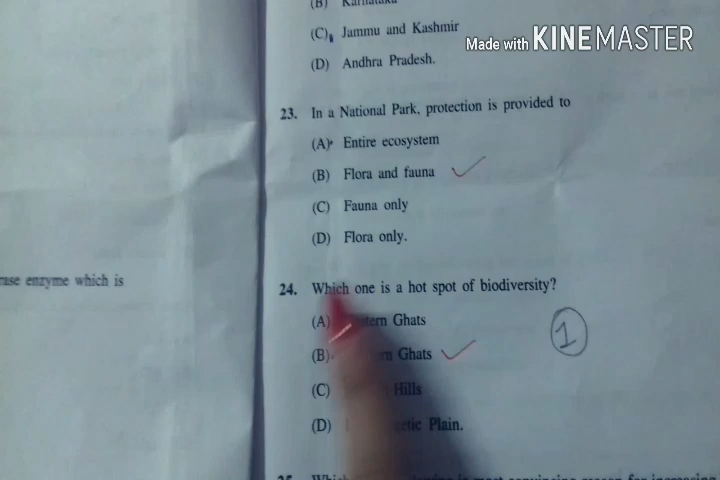 (B) Karnataka
(C) Jammu and Kashmir
Made with KINEMASTER
(D) Andhra Pradesh.
23. In a National Park, protection is provided to
(A) Entire ecosystem
(B) Flora and fauna
(C) Fauna only
(D) Flora only.
enzyme which is
24. Which one is a hot spot of biodiversity?
(A) Ghats
1
(B) Ghats
(C) Hills
(D) Plain.